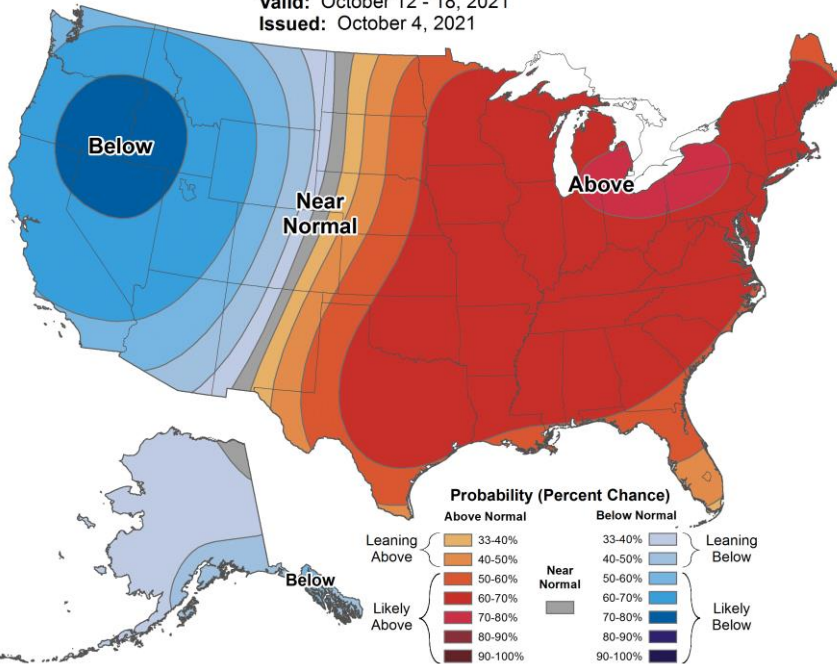 Valid: October 12 - 18, 2021
Issued: October 4, 2021
Below
Near
Normal
Above
Below
Probability (Percent Chance)
Above Normal
Below Normal
Leaning
Above
33-40%
40-50%
Likely
Above
50-60%
60-70%
70-80%
80-90%
90-100%
Near
Normal
33-40%
40-50%
Leaning
Below
50-60%
60-70%
70-80%
80-90%
90-100%
Likely
Below